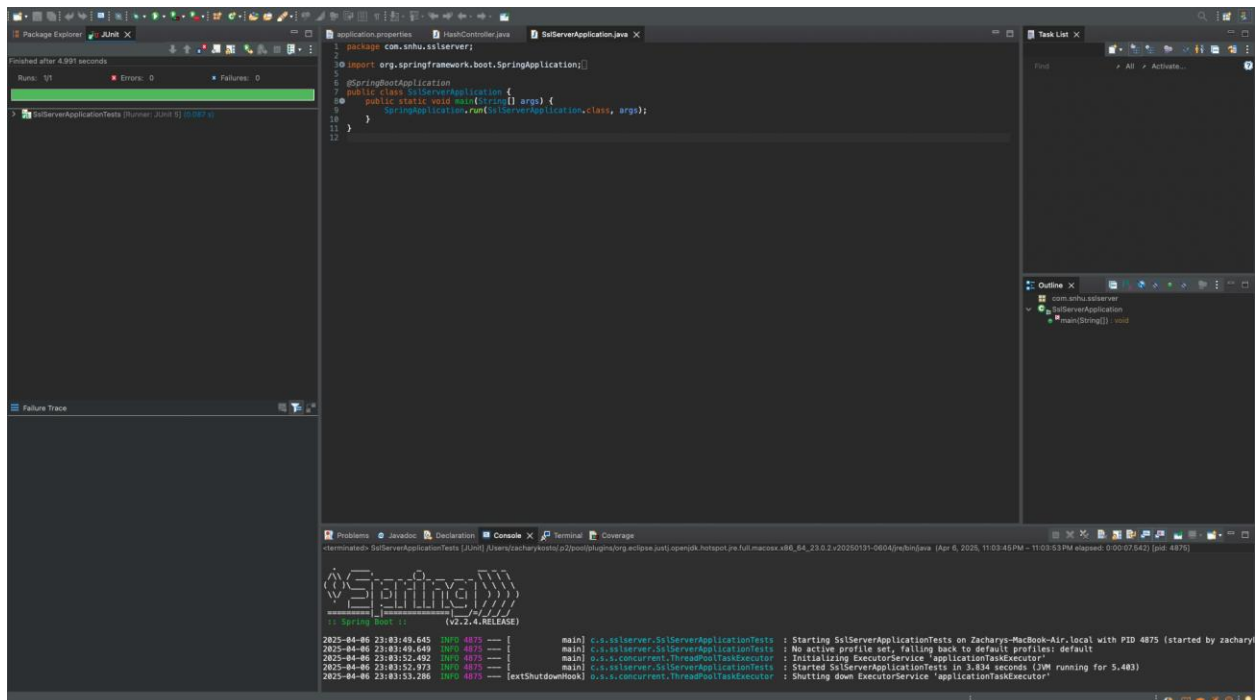 Package Explorer
JUnit
Finished after 4.991 seconds
Runs: 1/1
Errors: 0
Failures: 0
SslServerApplicationTests [Runner: JUnit 5] (0.087 s)
Failure Trace
application.properties
HashController.java
SslServerApplication.java
1 package com.snhu.sslserver;
2
3 import org.springframework.boot.SpringApplication;
5
6 @SpringBootApplication
7 public class SslServerApplication {
8 public static void main(String[] args) {
9 SpringApplication.run(SslServerApplication.class, args);
10 }
11 }
12
Task List
Find
All
Activate...
Outline
com.snhu.sslserver
SslServerApplication
main(String[]) : void
Problems
Javadoc
Declaration
Console
Terminal
Coverage
<terminated> SslServerApplicationTests [JUnit] /Users/zacharykosto/.p2/pool/plugins/org.eclipse.justj.openjdk.hotspot.jre.full.macosx.x86_64_23.0.2.v20250131-0604/jre/bin/java (Apr 6, 2025, 11:03:45 PM – 11:03:53 PM elapsed: 0:00:07.542) [pid: 4875]
:: Spring Boot :: (v2.2.4.RELEASE)
2025-04-06 23:03:49.645 INFO 4875 --- [ main] c.s.sslserver.SslServerApplicationTests : Starting SslServerApplicationTests on Zacharys-MacBook-Air.local with PID 4875 (started by zacharyk
2025-04-06 23:03:49.649 INFO 4875 --- [ main] c.s.sslserver.SslServerApplicationTests : No active profile set, falling back to default profiles: default
2025-04-06 23:03:52.492 INFO 4875 --- [ main] o.s.s.concurrent.ThreadPoolTaskExecutor : Initializing ExecutorService 'applicationTaskExecutor'
2025-04-06 23:03:52.973 INFO 4875 --- [ main] c.s.sslserver.SslServerApplicationTests : Started SslServerApplicationTests in 3.834 seconds (JVM running for 5.403)
2025-04-06 23:03:53.286 INFO 4875 --- [extShutdownHook] o.s.s.concurrent.ThreadPoolTaskExecutor : Shutting down ExecutorService 'applicationTaskExecutor'